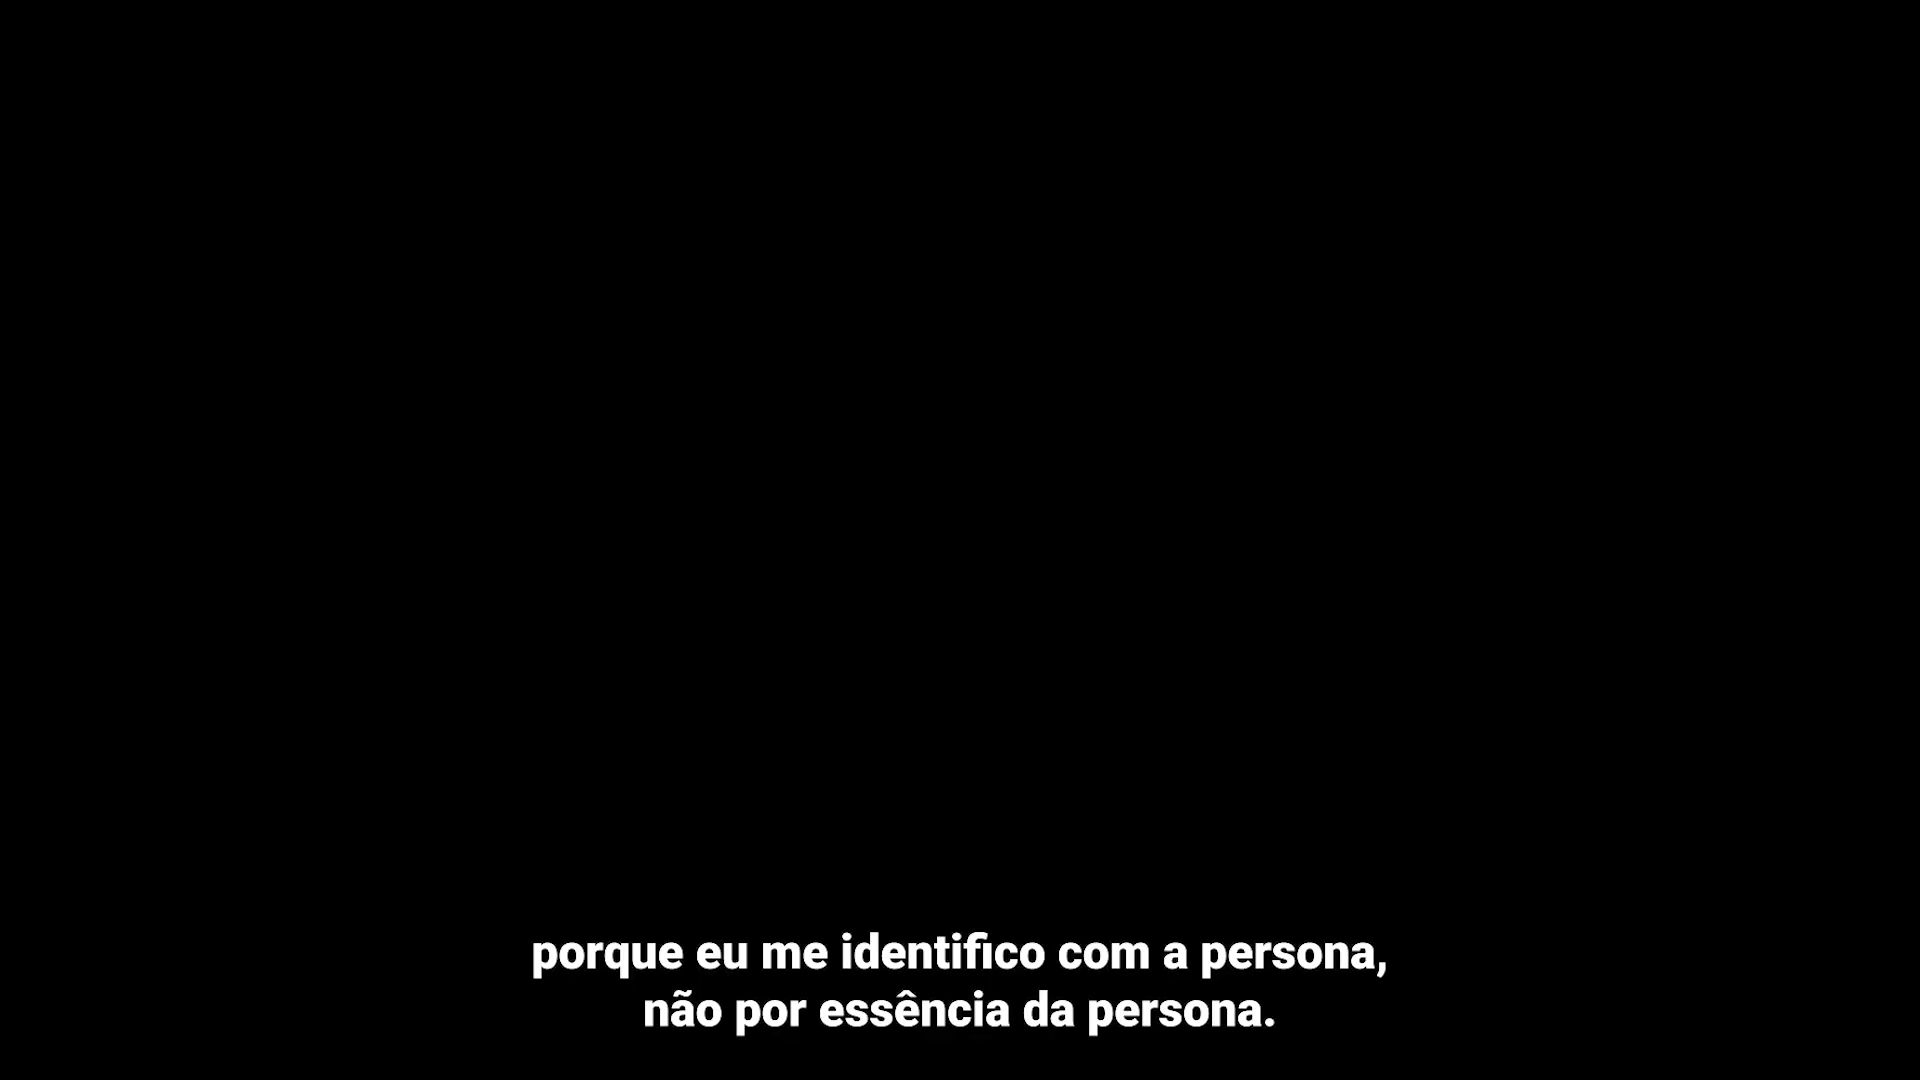 porque eu me identifico com a persona,
não por essência da persona.